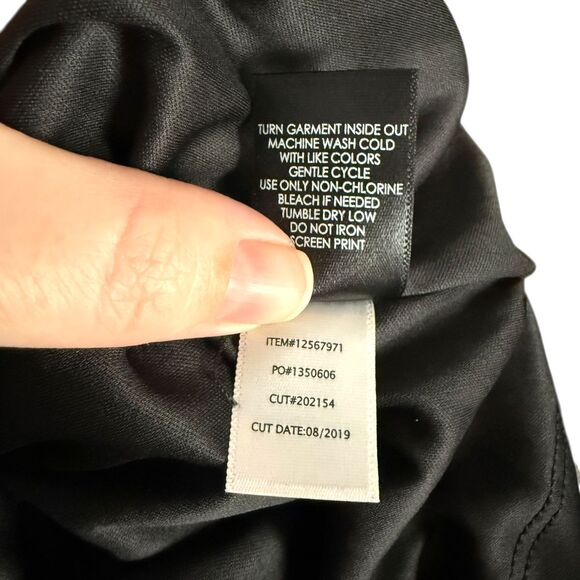 TURN GARMENT INSIDE OUT
MACHINE WASH COLD
WITH LIKE COLORS
GENTLE CYCLE
USE ONLY NON-CHLORINE
BLEACH IF NEEDED
TUMBLE DRY LOW
DO NOT IRON
SCREEN PRINT
ITEM#12567971
PO#1350606
CUT#202154
CUT DATE:08/2019